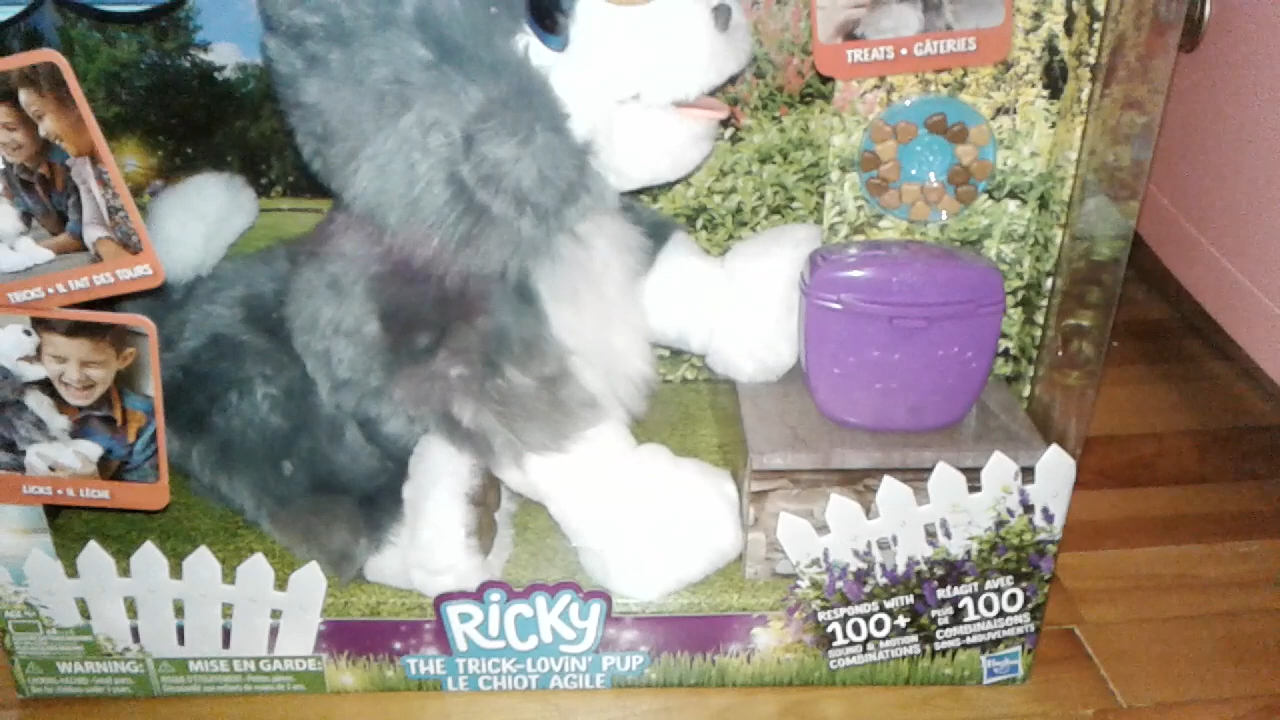 TREATS • GÂTERIES
TRICKS • IL FAIT DES TOURS
LICKS • IL LÈCHE
RICKY
THE TRICK-LOVIN' PUP
LE CHIOT AGILE
RESPONDS WITH
100+
SOUND & MOTION
COMBINATIONS
RÉAGIT AVEC
PLUS DE 100
COMBINAISONS
SONS-MOUVEMENTS
WARNING:
MISE EN GARDE:
Hasbro